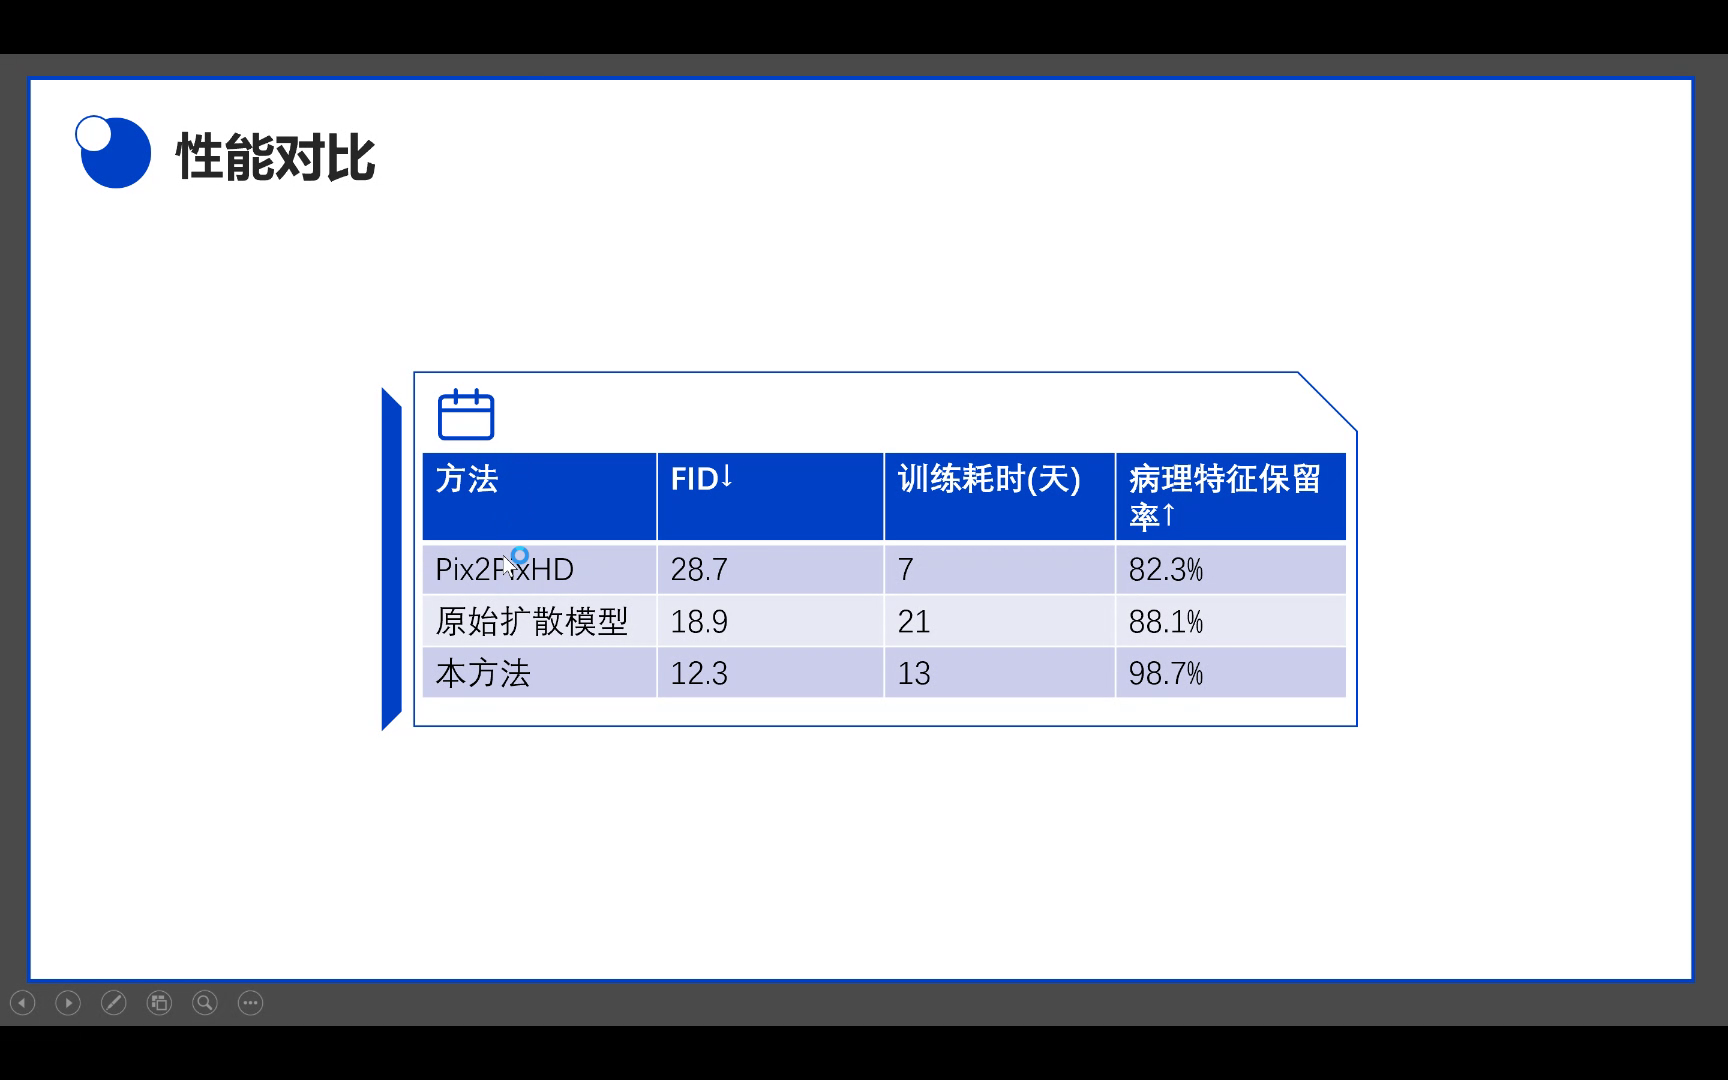 性能对比
方法 FID↓ 训练耗时(天) 病理特征保留
率↑
Pix2PixHD 28.7 7 82.3%
原始扩散模型 18.9 21 88.1%
本方法 12.3 13 98.7%